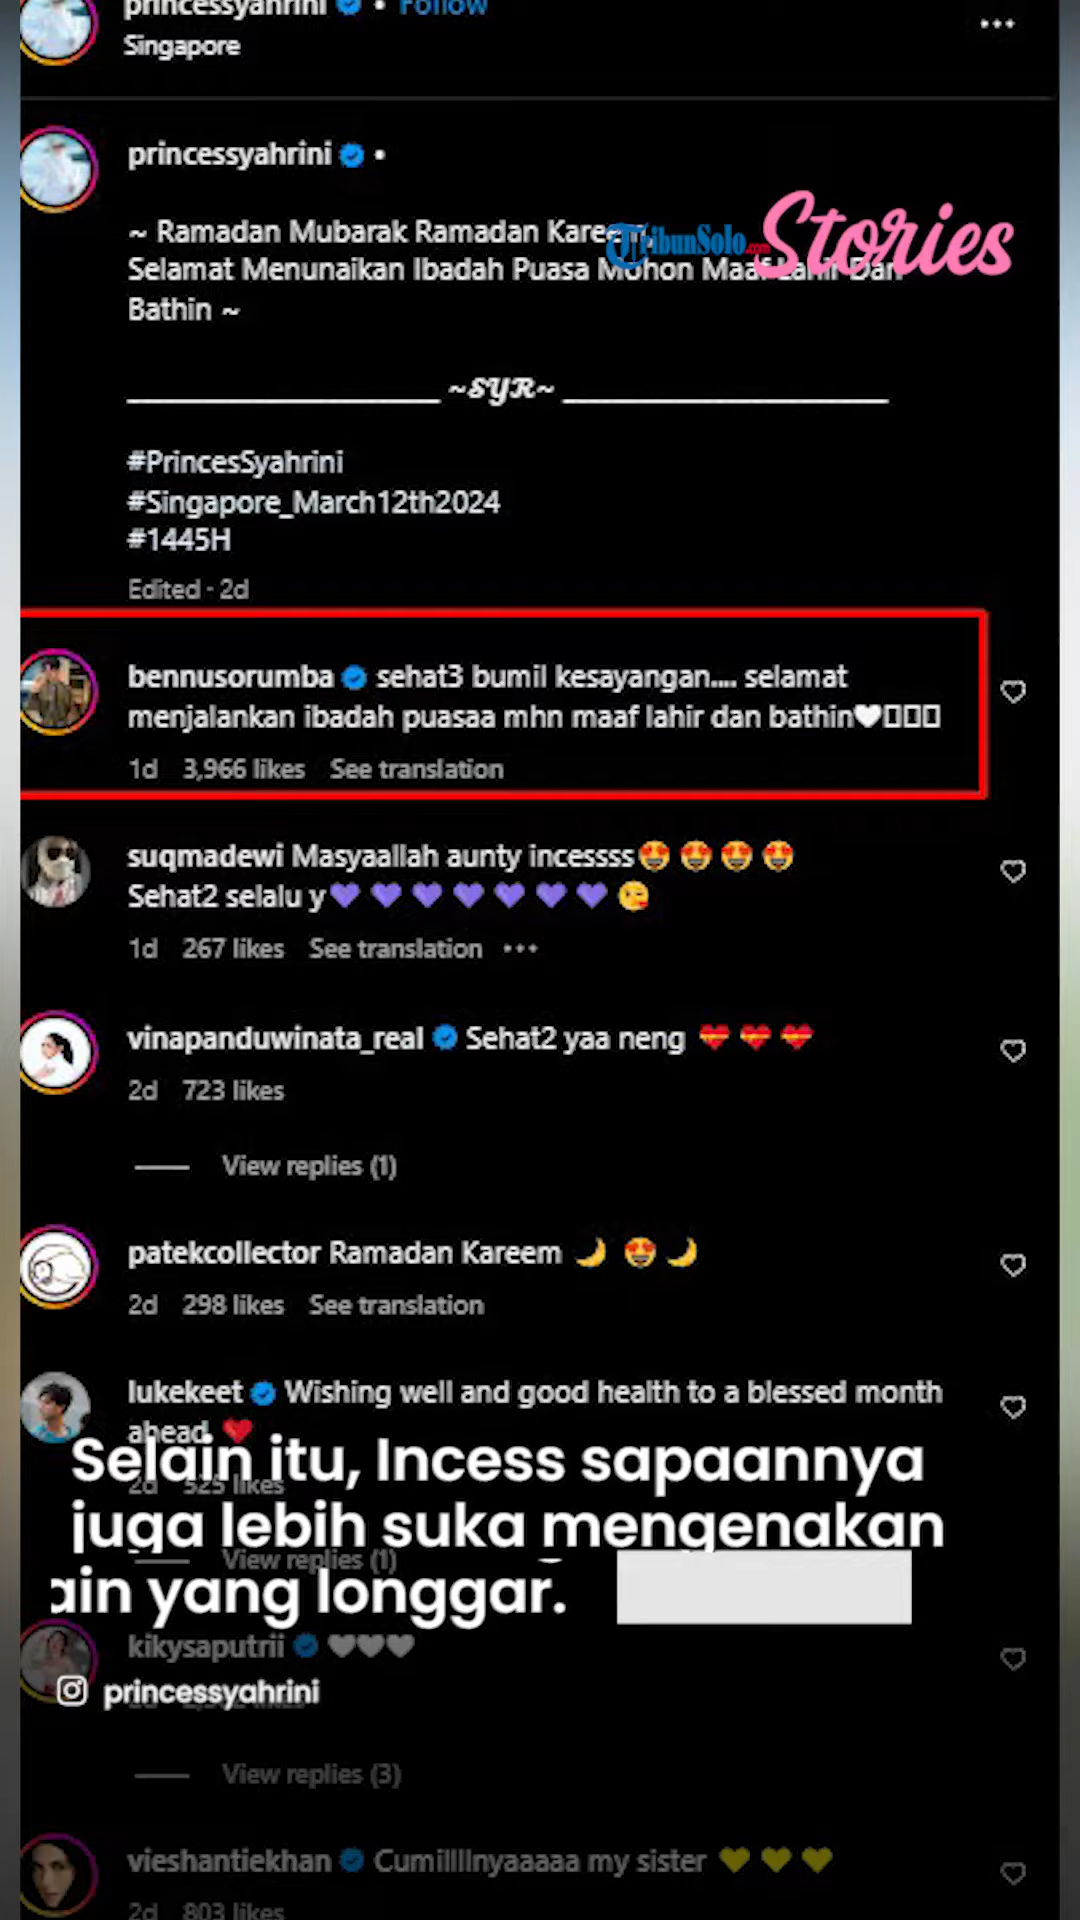 princessyahrini • Follow
Singapore
princessyahrini •
~ Ramadan Mubarak Ramadan Kareem,
Selamat Menunaikan Ibadah Puasa Mohon Maaf Lahir Dan
Bathin ~
TribunSolo.com Stories
~SYR~
#PrincesSyahrini
#Singapore_March12th2024
#1445H
Edited · 2d
bennusorumba sehat3 bumil kesayangan.... selamat
menjalankan ibadah puasaa mhn maaf lahir dan bathin🤍
1d 3,966 likes See translation
suqmadewi Masyaallah aunty incessss🤩🤩🤩🤩
Sehat2 selalu y💜💜💜💜💜💜💜😘
1d 267 likes See translation •••
vinapanduwinata_real Sehat2 yaa neng 💝💝💝
2d 723 likes
View replies (1)
patekcollector Ramadan Kareem 🌙 🤩 🌙
2d 298 likes See translation
lukekeet Wishing well and good health to a blessed month
ahead ❤️
2d 525 likes
View replies (1)
Selain itu, Incess sapaannya
juga lebih suka mengenakan
ain yang longgar.
kikysaputrii 🤍🤍🤍
princessyahrini
View replies (3)
vieshantiekhan Cumillllnyaaaaa my sister 💛💛💛
2d 803 likes